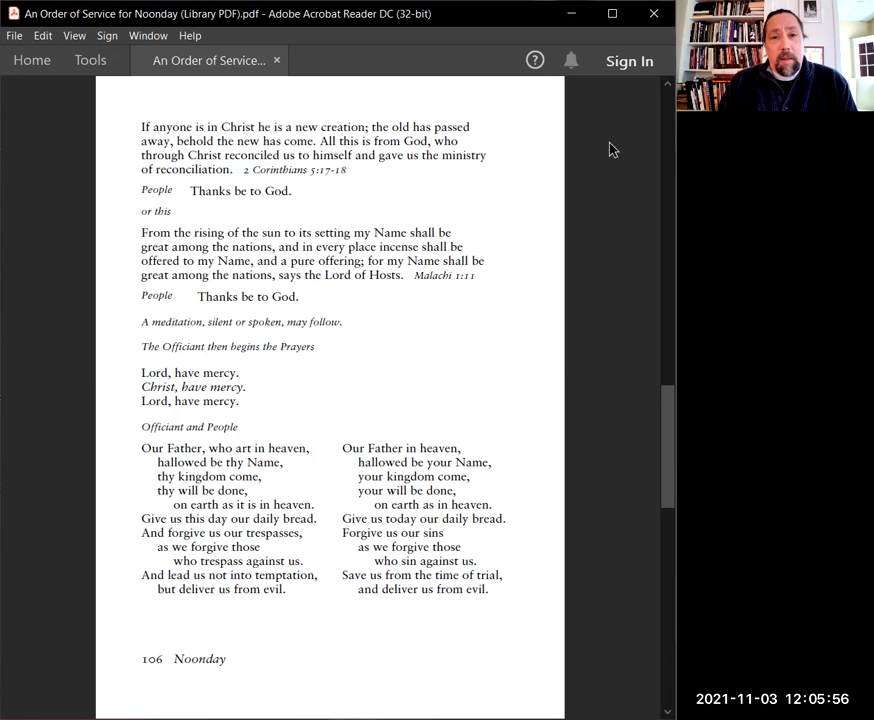 An Order of Service for Noonday (Library PDF).pdf - Adobe Acrobat Reader DC (32-bit)
File Edit View Sign Window Help
Home Tools An Order of Service... × Sign In
If anyone is in Christ he is a new creation; the old has passed
away, behold the new has come. All this is from God, who
through Christ reconciled us to himself and gave us the ministry
of reconciliation. 2 Corinthians 5:17-18
People Thanks be to God.
or this
From the rising of the sun to its setting my Name shall be
great among the nations, and in every place incense shall be
offered to my Name, and a pure offering; for my Name shall be
great among the nations, says the Lord of Hosts. Malachi 1:11
People Thanks be to God.
A meditation, silent or spoken, may follow.
The Officiant then begins the Prayers
Lord, have mercy.
Christ, have mercy.
Lord, have mercy.
Officiant and People
Our Father, who art in heaven,
hallowed be thy Name,
thy kingdom come,
thy will be done,
on earth as it is in heaven.
Give us this day our daily bread.
And forgive us our trespasses,
as we forgive those
who trespass against us.
And lead us not into temptation,
but deliver us from evil.
Our Father in heaven,
hallowed be your Name,
your kingdom come,
your will be done,
on earth as in heaven.
Give us today our daily bread.
Forgive us our sins
as we forgive those
who sin against us.
Save us from the time of trial,
and deliver us from evil.
106 Noonday
2021-11-03 12:05:56